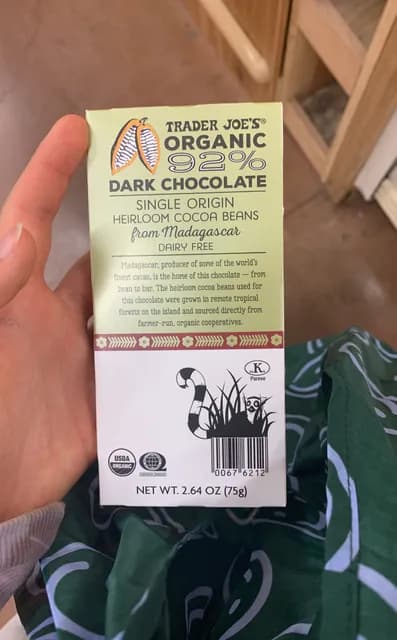 TRADER JOE'S®
ORGANIC
92%
DARK CHOCOLATE
SINGLE ORIGIN
HEIRLOOM COCOA BEANS
from Madagascar
DAIRY FREE
Madagascar, producer of some of the world's
finest cacao, is the home of this chocolate — from
bean to bar. The heirloom cocoa beans used for
this chocolate were grown in remote tropical
forests on the island and sourced directly from
farmer-run, organic cooperatives.
K
Pareve
USDA
ORGANIC
0067 6212
NET WT. 2.64 OZ (75g)